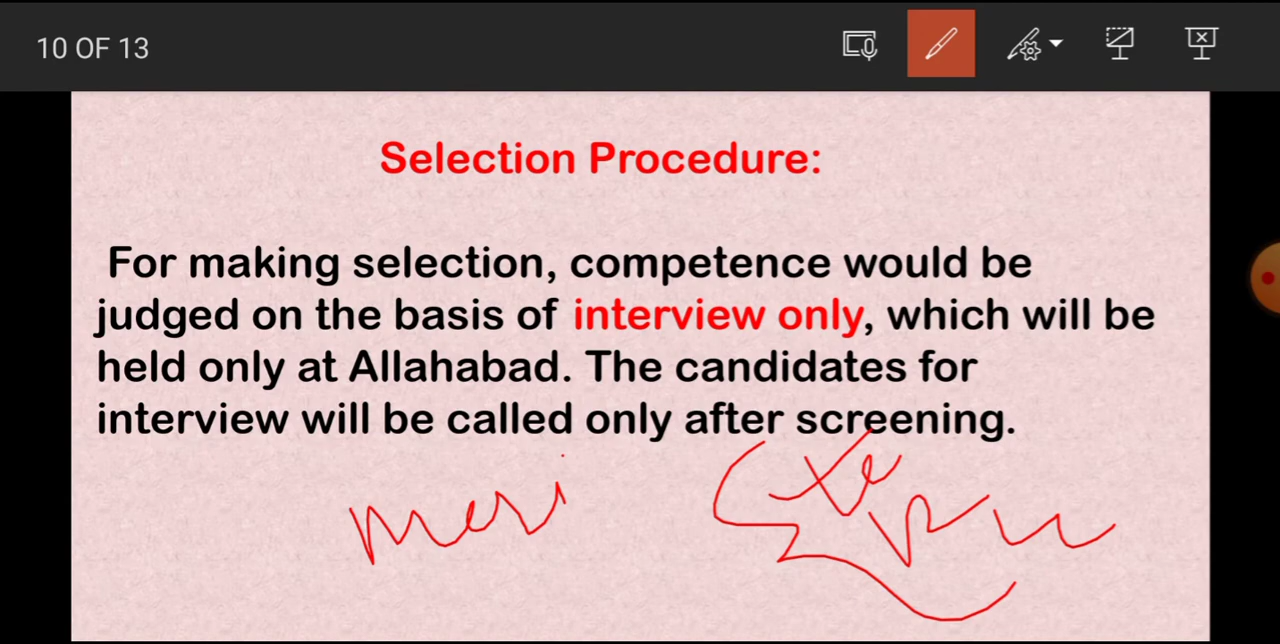 10 OF 13
Selection Procedure:
For making selection, competence would be
judged on the basis of interview only, which will be
held only at Allahabad. The candidates for
interview will be called only after screening.
meri